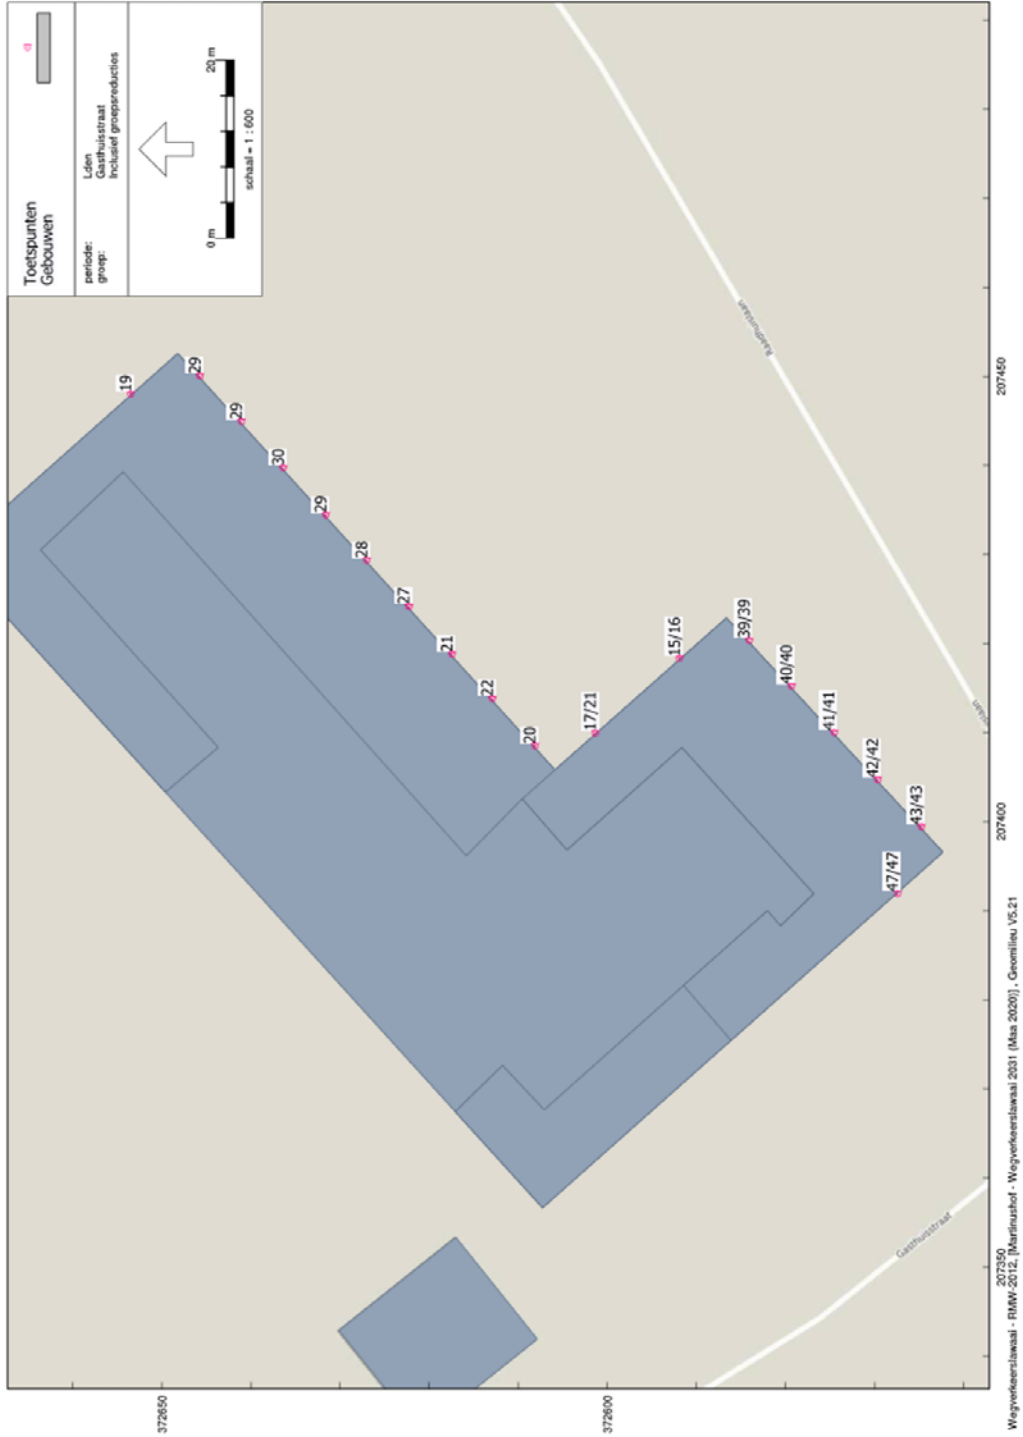 Toetspunten
Gebouwen
periode: Lden
groep: Gasthuisstraat
Inclusief groepsreducties
0 m 20 m
schaal = 1 : 600
19
29
29
30
29
28
27
21
22
20
17/21
15/16
39/39
40/40
41/41
42/42
43/43
47/47
Raadhuislaan
Gasthuisstraat
372650
372600
207350
207400
207450
Wegverkeerslawaai - RMW-2012, [Martinushof - Wegverkeerslawaai 2031 (Maa 2020)] , Geomilieu V5.21